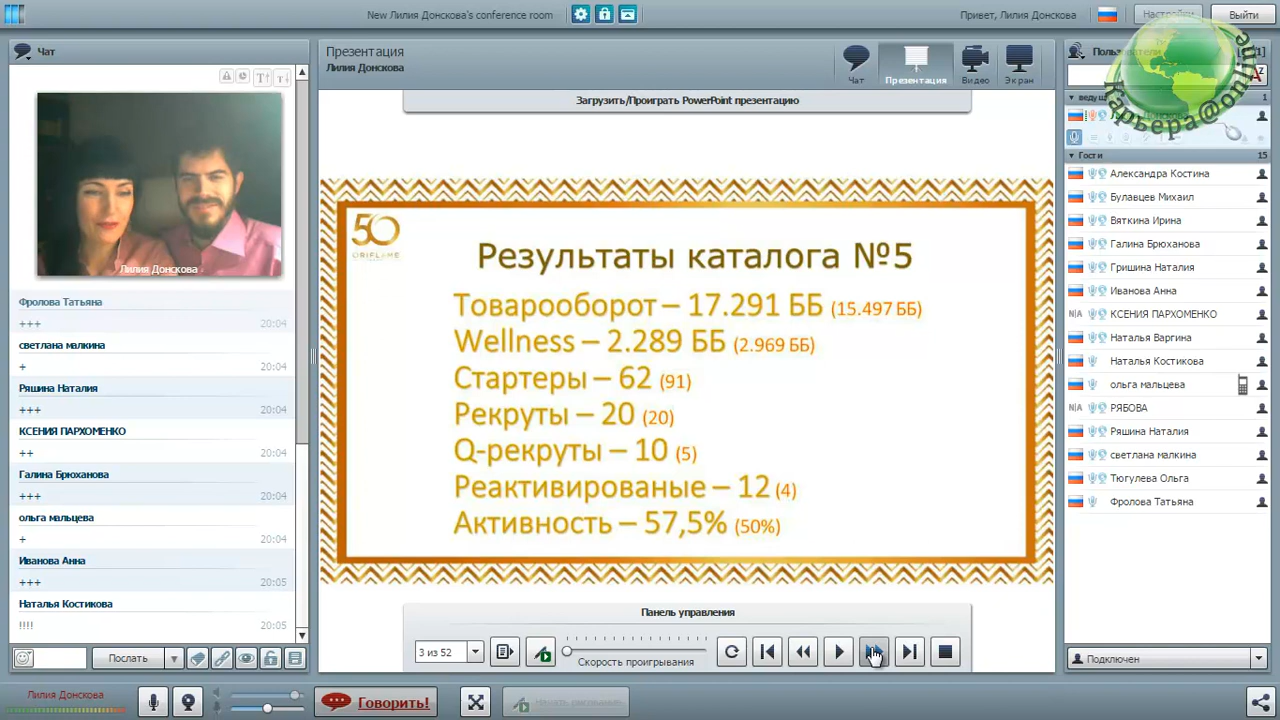 New Лилия Донскова's conference room
Привет, Лилия Донскова
Настройки
Выйти
Чат
Лилия Донскова
Фролова Татьяна
+++
20:04
светлана малкина
+
20:04
Ряшина Наталия
+++
20:04
КСЕНИЯ ПАРХОМЕНКО
++
20:04
Галина Брюханова
+++
20:04
ольга мальцева
+
20:04
Иванова Анна
+++
20:05
Наталья Костикова
!!!!
20:05
Послать
Лилия Донскова
Говорить!
Презентация
Лилия Донскова
Чат
Презентация
Видео
Экран
Загрузить/Проиграть PowerPoint презентацию
50
ORIFLAME
Результаты каталога №5
Товарооборот – 17.291 ББ (15.497 ББ)
Wellness – 2.289 ББ (2.969 ББ)
Стартеры – 62 (91)
Рекруты – 20 (20)
Q-рекруты – 10 (5)
Реактивированые – 12 (4)
Активность – 57,5% (50%)
Панель управления
3 из 52
Скорость проигрывания
Начать рисование
Карьера@online
1
Гости
15
Александра Костина
Булавцев Михаил
Вяткина Ирина
Галина Брюханова
Гришина Наталия
Иванова Анна
N/A КСЕНИЯ ПАРХОМЕНКО
Наталья Варгина
Наталья Костикова
ольга мальцева
N/A РЯБОВА
Ряшина Наталия
светлана малкина
Тюгулева Ольга
Фролова Татьяна
Подключен